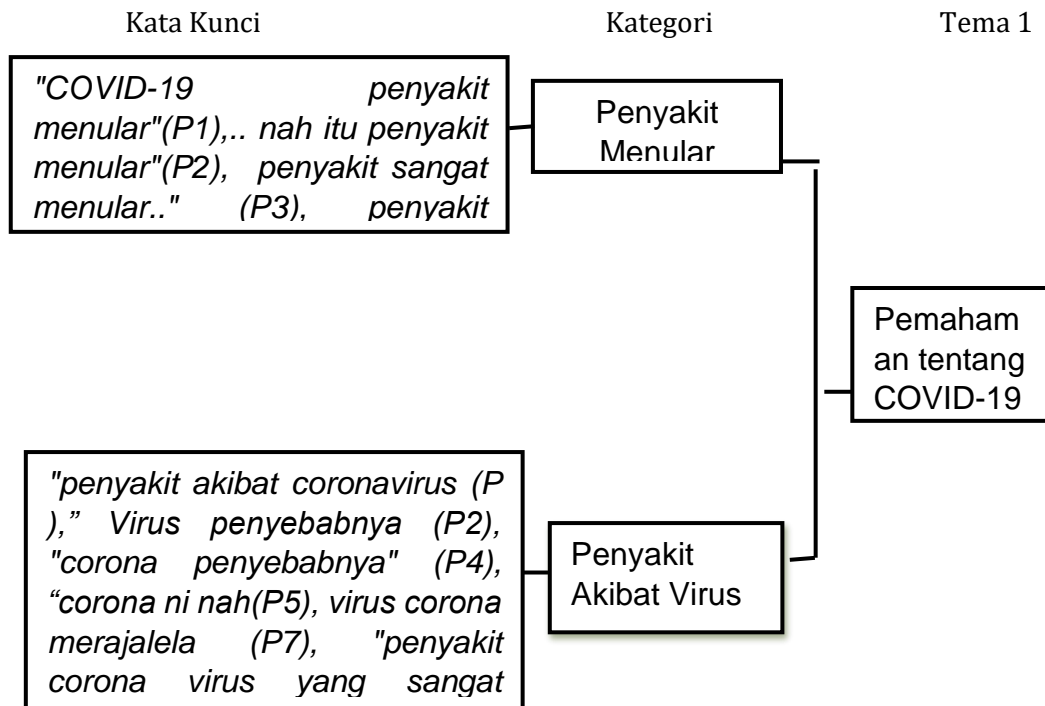 Kata Kunci Kategori Tema 1
"COVID-19 penyakit
menular"(P1),.. nah itu penyakit
menular"(P2), penyakit sangat
menular.." (P3), penyakit
Penyakit
Menular
Pemaham
an tentang
COVID-19
"penyakit akibat coronavirus (P
),” Virus penyebabnya (P2),
"corona penyebabnya" (P4),
“corona ni nah(P5), virus corona
merajalela (P7), "penyakit
corona virus yang sangat
Penyakit
Akibat Virus